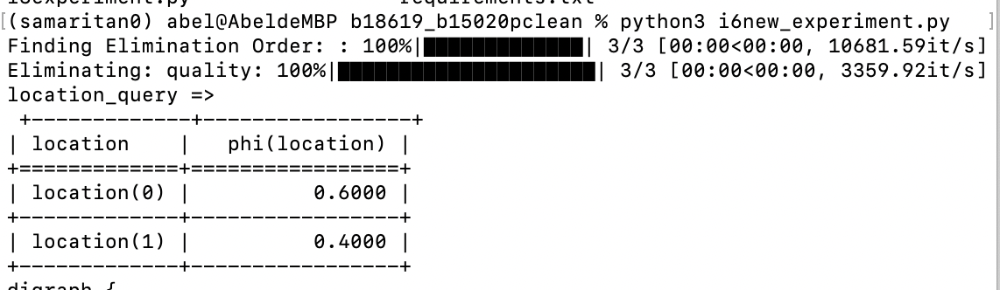 i6experiment.py                    requirements.txt
[(samaritan0) abel@AbeldeMBP b18619_b15020pclean % python3 i6new_experiment.py   ]
Finding Elimination Order: : 100%|█████████████| 3/3 [00:00<00:00, 10681.59it/s]
Eliminating: quality: 100%|█████████████████████| 3/3 [00:00<00:00, 3359.92it/s]
location_query =>
 +-------------+-----------------+
| location    |   phi(location) |
+=============+=================+
| location(0) |          0.6000 |
+-------------+-----------------+
| location(1) |          0.4000 |
+-------------+-----------------+
digraph {